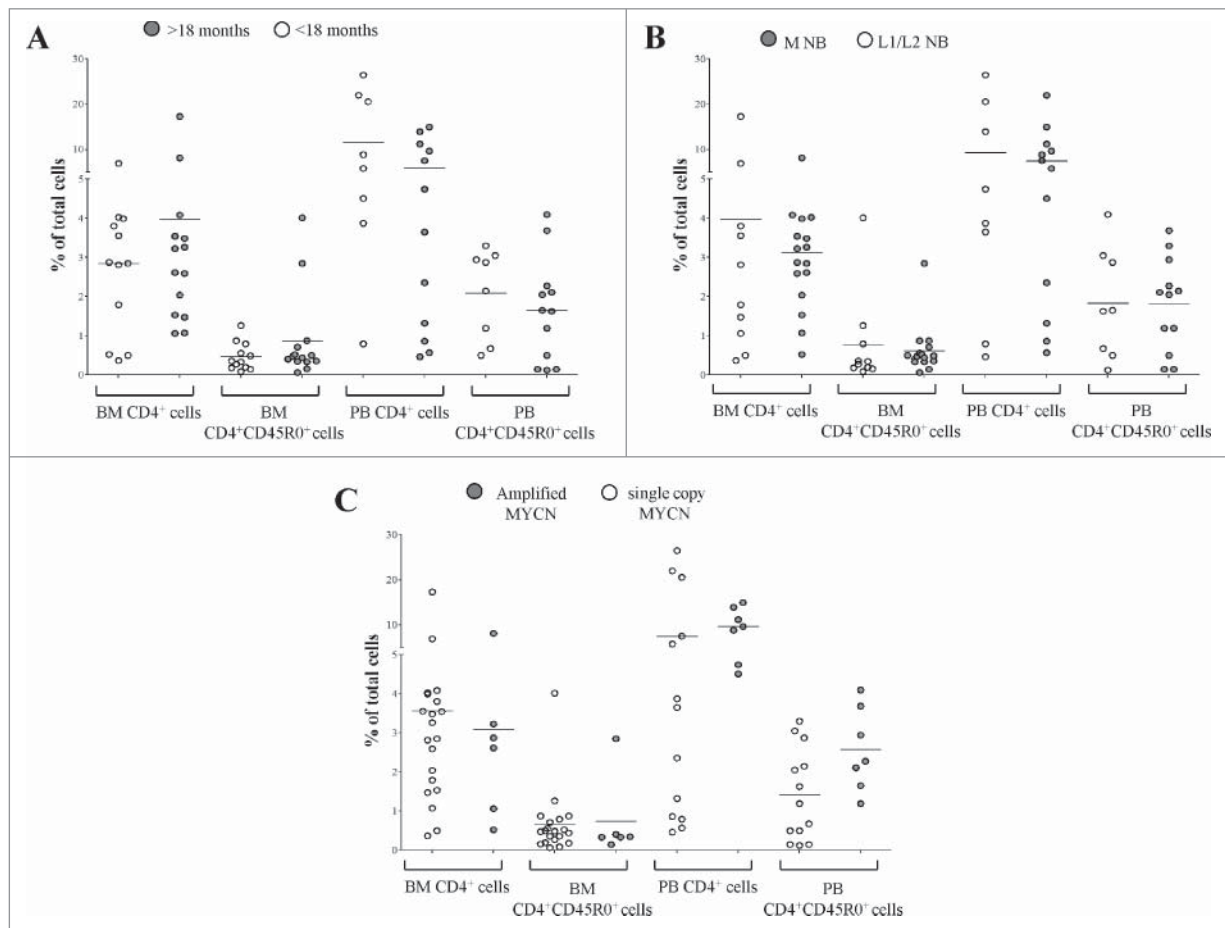 A
>18 months <18 months
% of total cells
30
20
10
5
4
3
2
1
0
BM CD4⁺ cells
BM
CD4⁺CD45R0⁺cells
PB CD4⁺ cells
PB
CD4⁺CD45R0⁺cells
B
M NB L1/L2 NB
% of total cells
30
20
10
5
4
3
2
1
0
BM CD4⁺ cells
BM
CD4⁺CD45R0⁺cells
PB CD4⁺ cells
PB
CD4⁺CD45R0⁺cells
C
Amplified
MYCN
single copy
MYCN
% of total cells
30
20
10
5
4
3
2
1
0
BM CD4⁺ cells
BM
CD4⁺CD45R0⁺cells
PB CD4⁺ cells
PB
CD4⁺CD45R0⁺cells